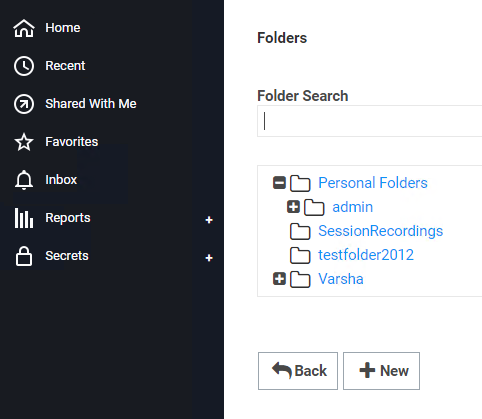 Home
Recent
Shared With Me
Favorites
Inbox
Reports +
Secrets +
Folders
Folder Search
Personal Folders
admin
SessionRecordings
testfolder2012
Varsha
Back
New